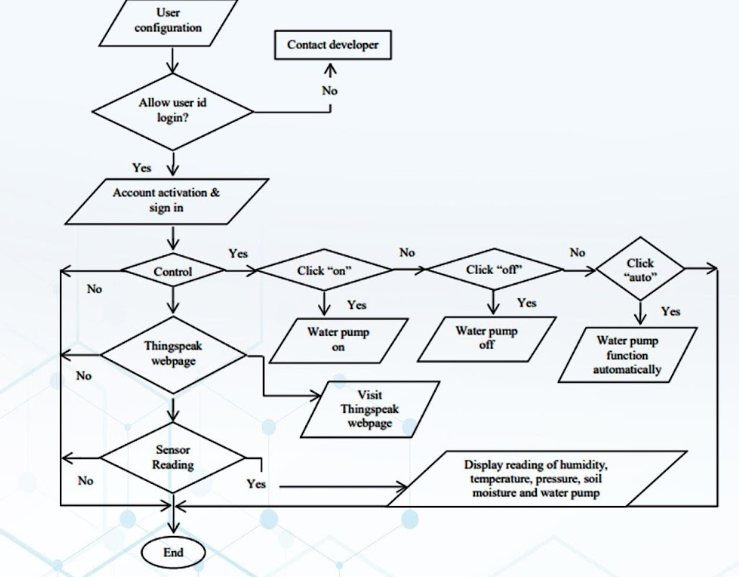 User
configuration
Contact developer
No
Allow user id
login?
Yes
Account activation &
sign in
Control
Yes
Click “on”
No
Click “off”
No
Click
“auto”
No
Yes
Yes
Yes
Water pump
on
Water pump
off
Water pump
function
automatically
Thingspeak
webpage
No
Visit
Thingspeak
webpage
Sensor
Reading
No
Yes
Display reading of humidity,
temperature, pressure, soil
moisture and water pump
End